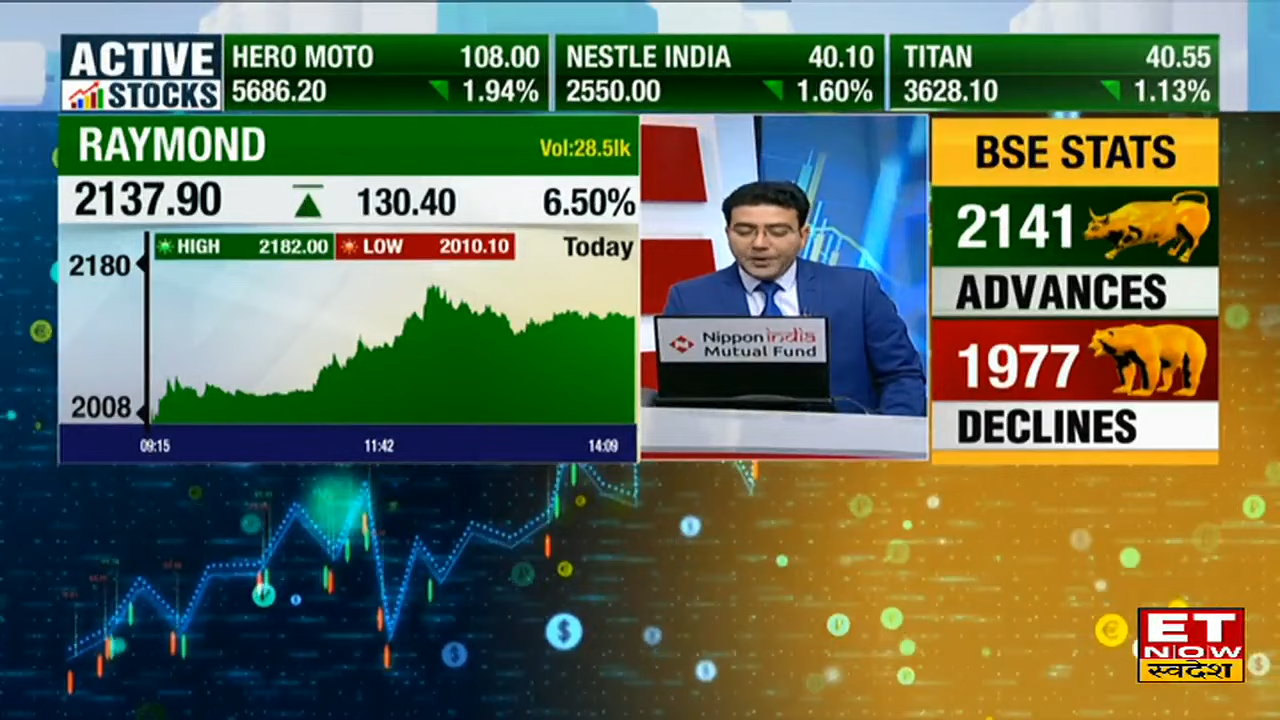 ACTIVE STOCKS
HERO MOTO 108.00
5686.20 1.94%
NESTLE INDIA 40.10
2550.00 1.60%
TITAN 40.55
3628.10 1.13%
RAYMOND Vol:28.5lk
2137.90 130.40 6.50%
HIGH 2182.00 LOW 2010.10 Today
2180
2008
09:15 11:42 14:09
Nippon india
Mutual Fund
BSE STATS
2141
ADVANCES
1977
DECLINES
ET
NOW
स्वदेश